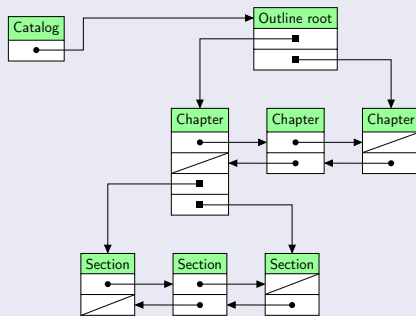 Outline root
Catalog
Chapter
Chapter
Chapter
Section
Section
Section